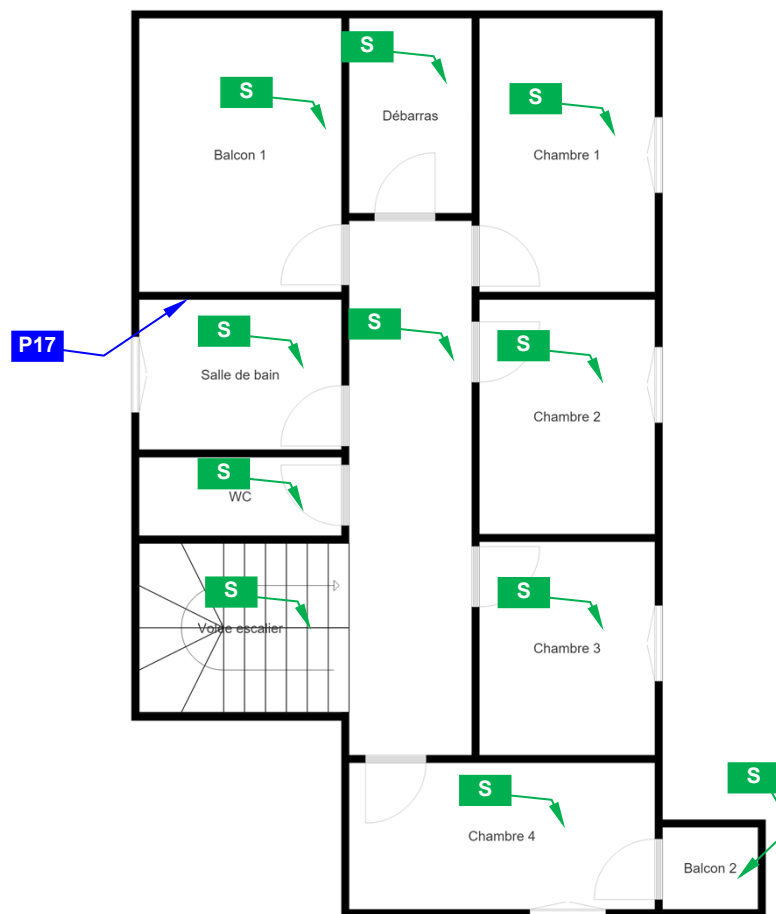 S
S
S
Débarras
Balcon 1
Chambre 1
S
S
S
P17
Salle de bain
Chambre 2
S
WC
S
S
Volée escalier
Chambre 3
S
S
Chambre 4
Balcon 2